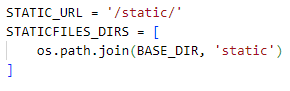 STATIC_URL = '/static/'
STATICFILES_DIRS = [
    os.path.join(BASE_DIR, 'static')
]